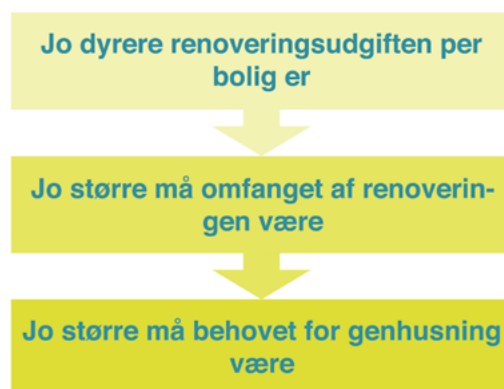 Jo dyrere renoveringsudgiften per
bolig er
Jo større må omfanget af renoverin-
gen være
Jo større må behovet for genhusning
være